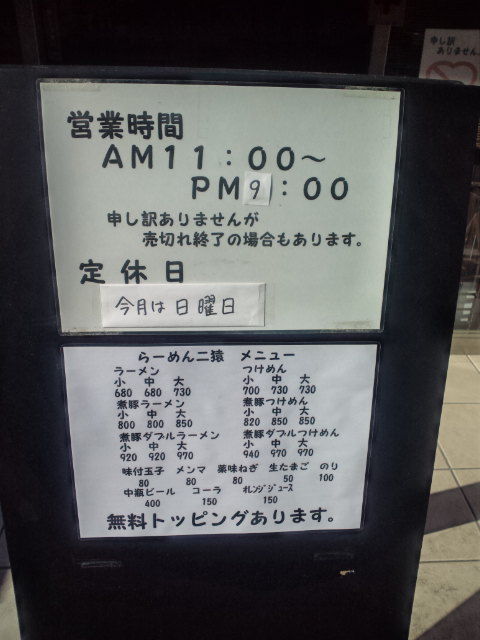 営業時間
AM11:00～
PM9:00
申し訳ありませんが
売切れ終了の場合もあります。
定休日
今月は日曜日
らーめん二猿 メニュー
ラーメン つけめん
小 中 大 小 中 大
680 680 730 700 730 730
煮豚ラーメン 煮豚つけめん
小 中 大 小 中 大
800 800 850 820 850 850
煮豚ダブルラーメン 煮豚ダブルつけめん
小 中 大 小 中 大
920 920 970 940 970 970
味付玉子 メンマ 薬味ねぎ 生たまご のり
80 80 80 50 100
中瓶ビール コーラ オレンジジュース
400 150 150
無料トッピングあります。
申し訳
ありません